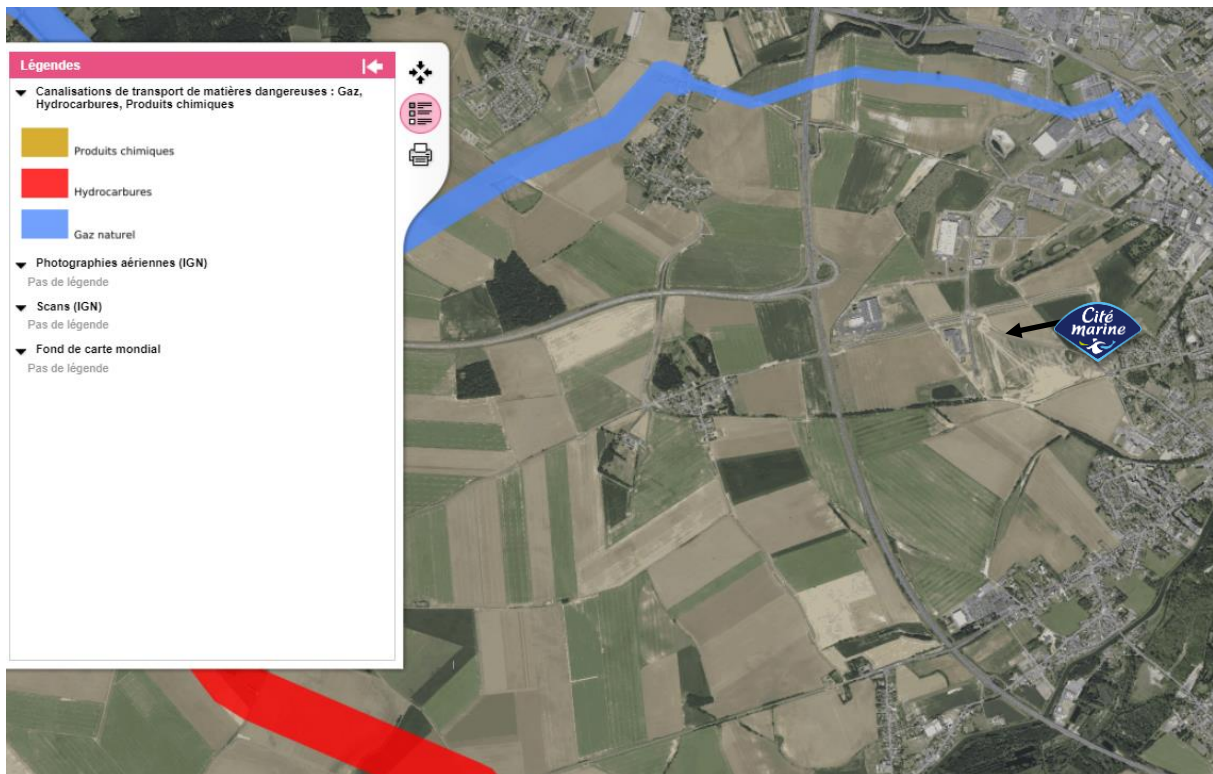 Légendes
Canalisations de transport de matières dangereuses : Gaz,
Hydrocarbures, Produits chimiques
Produits chimiques
Hydrocarbures
Gaz naturel
Photographies aériennes (IGN)
Pas de légende
Scans (IGN)
Pas de légende
Fond de carte mondial
Pas de légende
Cité
marine